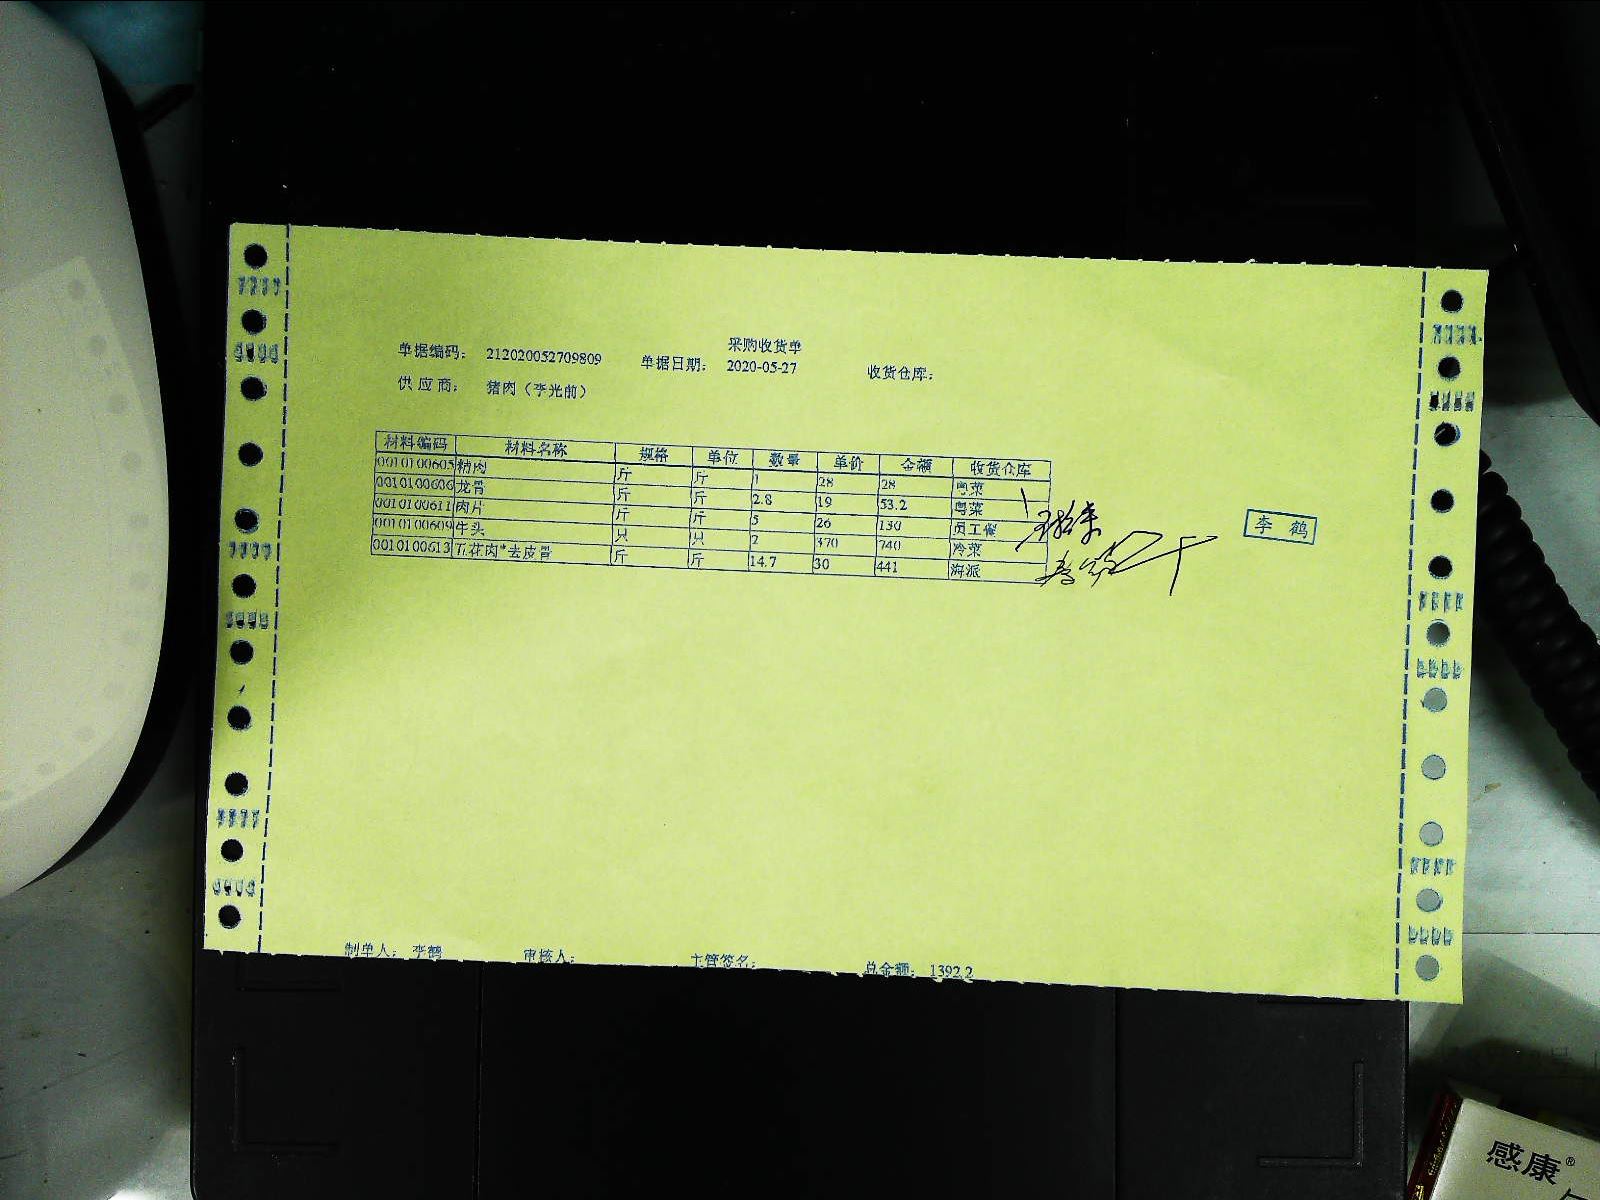 采购收货单
单据编码： 212020052709809 单据日期： 2020-05-27 收货仓库：
供 应 商： 猪肉（李光前）
材料编码 材料名称 规格 单位 数量 单价 金额 收货仓库
0010100605 精肉 斤 斤 1 28 28 粤菜
0010100606 龙骨 斤 斤 2.8 19 53.2 粤菜
0010100611 肉片 斤 斤 5 26 130 员工餐
0010100609 牛头 只 只 2 370 740 冷菜
0010100613 五花肉*去皮骨 斤 斤 14.7 30 441 海派
李 鹤
制单人： 李鹤 审核人： 主管签名： 总金额： 1392.2
感康®